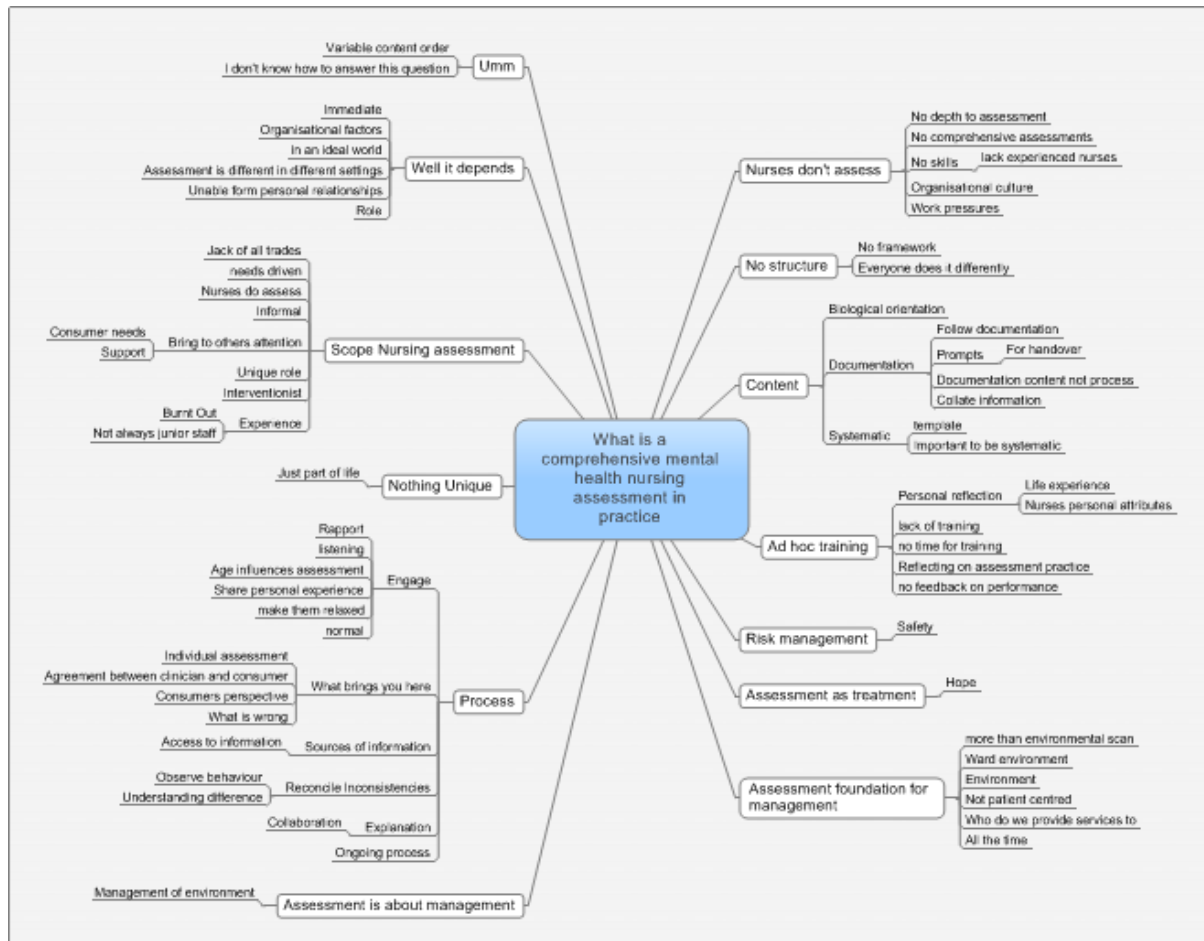 What is a
comprehensive mental
health nursing
assessment in
practice
Umm
Variable content order
I don't know how to answer this question
Well it depends
Immediate
Organisational factors
in an ideal world
Assessment is different in different settings
Unable form personal relationships
Role
Scope Nursing assessment
Jack of all trades
needs driven
Nurses do assess
Informal
Bring to others attention
Consumer needs
Support
Unique role
Interventionist
Experience
Burnt Out
Not always junior staff
Nothing Unique
Just part of life
Process
Engage
Rapport
listening
Age influences assessment
Share personal experience
make them relaxed
normal
What brings you here
Individual assessment
Agreement between clinician and consumer
Consumers perspective
What is wrong
Sources of information
Access to information
Reconcile Inconsistencies
Observe behaviour
Understanding difference
Explanation
Collaboration
Ongoing process
Assessment is about management
Management of environment
Nurses don't assess
No depth to assessment
No comprehensive assessments
No skills
lack experienced nurses
Organisational culture
Work pressures
No structure
No framework
Everyone does it differently
Content
Biological orientation
Documentation
Follow documentation
Prompts
For handover
Documentation content not process
Collate information
Systematic
template
Important to be systematic
Ad hoc training
Personal reflection
Life experience
Nurses personal attributes
lack of training
no time for training
Reflecting on assessment practice
no feedback on performance
Risk management
Safety
Assessment as treatment
Hope
Assessment foundation for
management
more than environmental scan
Ward environment
Environment
Not patient centred
Who do we provide services to
All the time